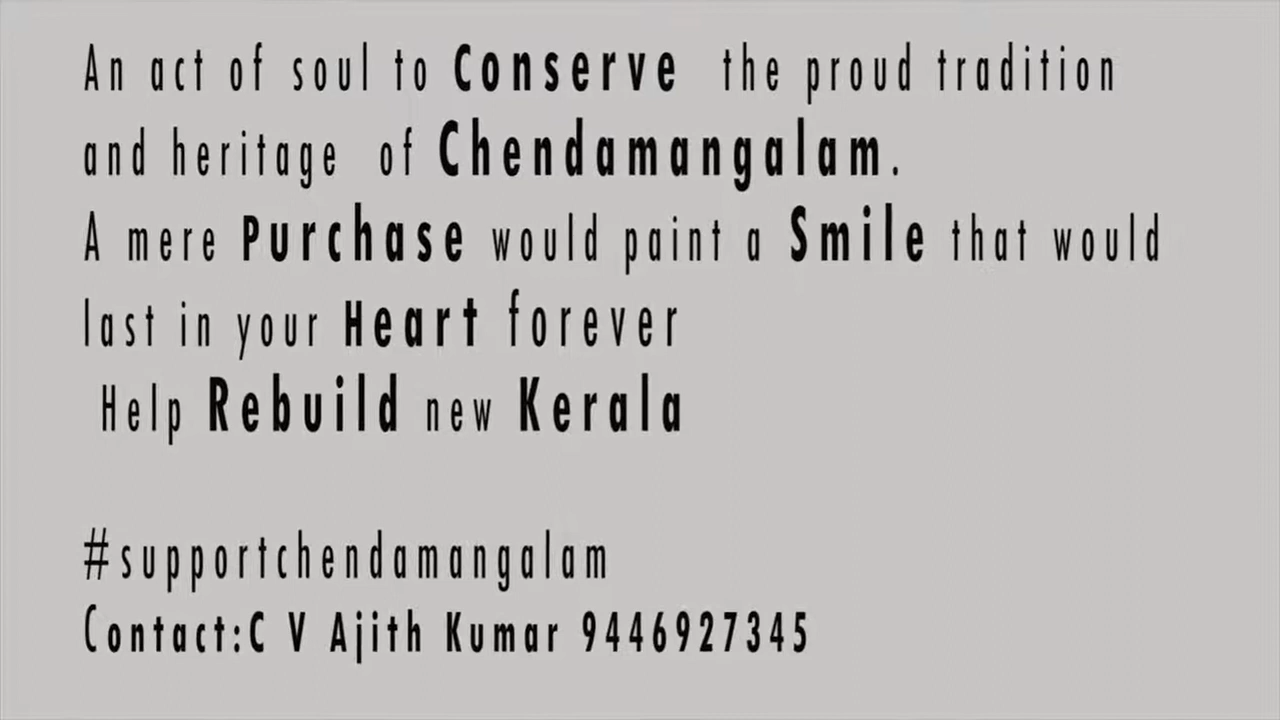 An act of soul to Conserve the proud tradition
and heritage of Chendamangalam.
A mere Purchase would paint a Smile that would
last in your Heart forever
Help Rebuild new Kerala
#supportchendamangalam
Contact:C V Ajith Kumar 9446927345